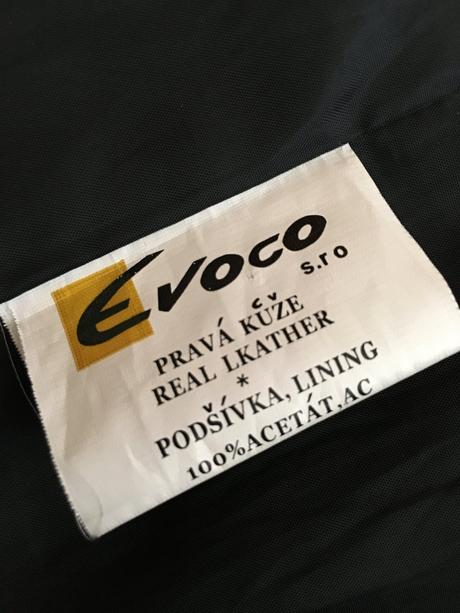 Evoco
s.r o
PRAVÁ KŮŽE
REAL LKATHER
*
PODŠÍVKA, LINING
100%ACETÁT,AC